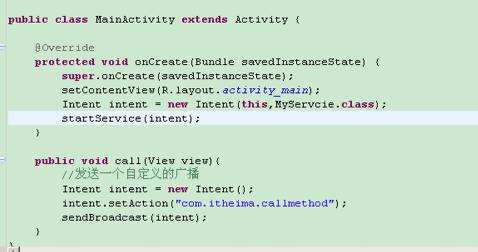 public class MainActivity extends Activity {
@Override
protected void onCreate(Bundle savedInstanceState) {
super.onCreate(savedInstanceState);
setContentView(R.layout.activity_main);
Intent intent = new Intent(this,MyServcie.class);
startService(intent);
}
public void call(View view){
//发送一个自定义的广播
Intent intent = new Intent();
intent.setAction("com.itheima.callmethod");
sendBroadcast(intent);
}
}